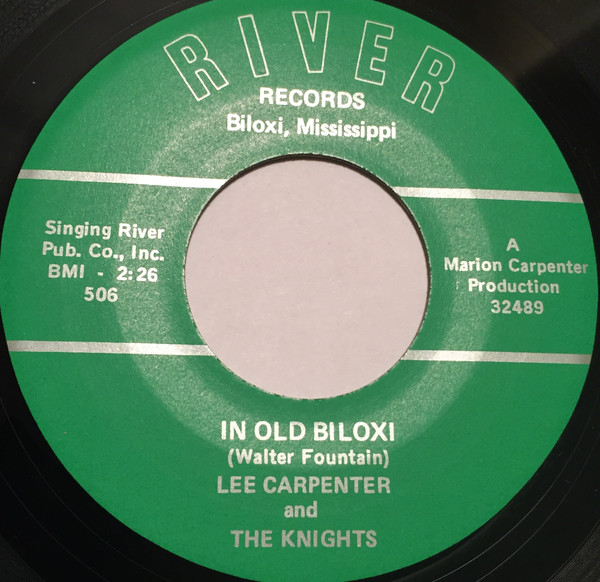 RIVER
RECORDS
Biloxi, Mississippi
Singing River
Pub. Co., Inc.
BMI - 2:26
506
A
Marion Carpenter
Production
32489
IN OLD BILOXI
(Walter Fountain)
LEE CARPENTER
and
THE KNIGHTS